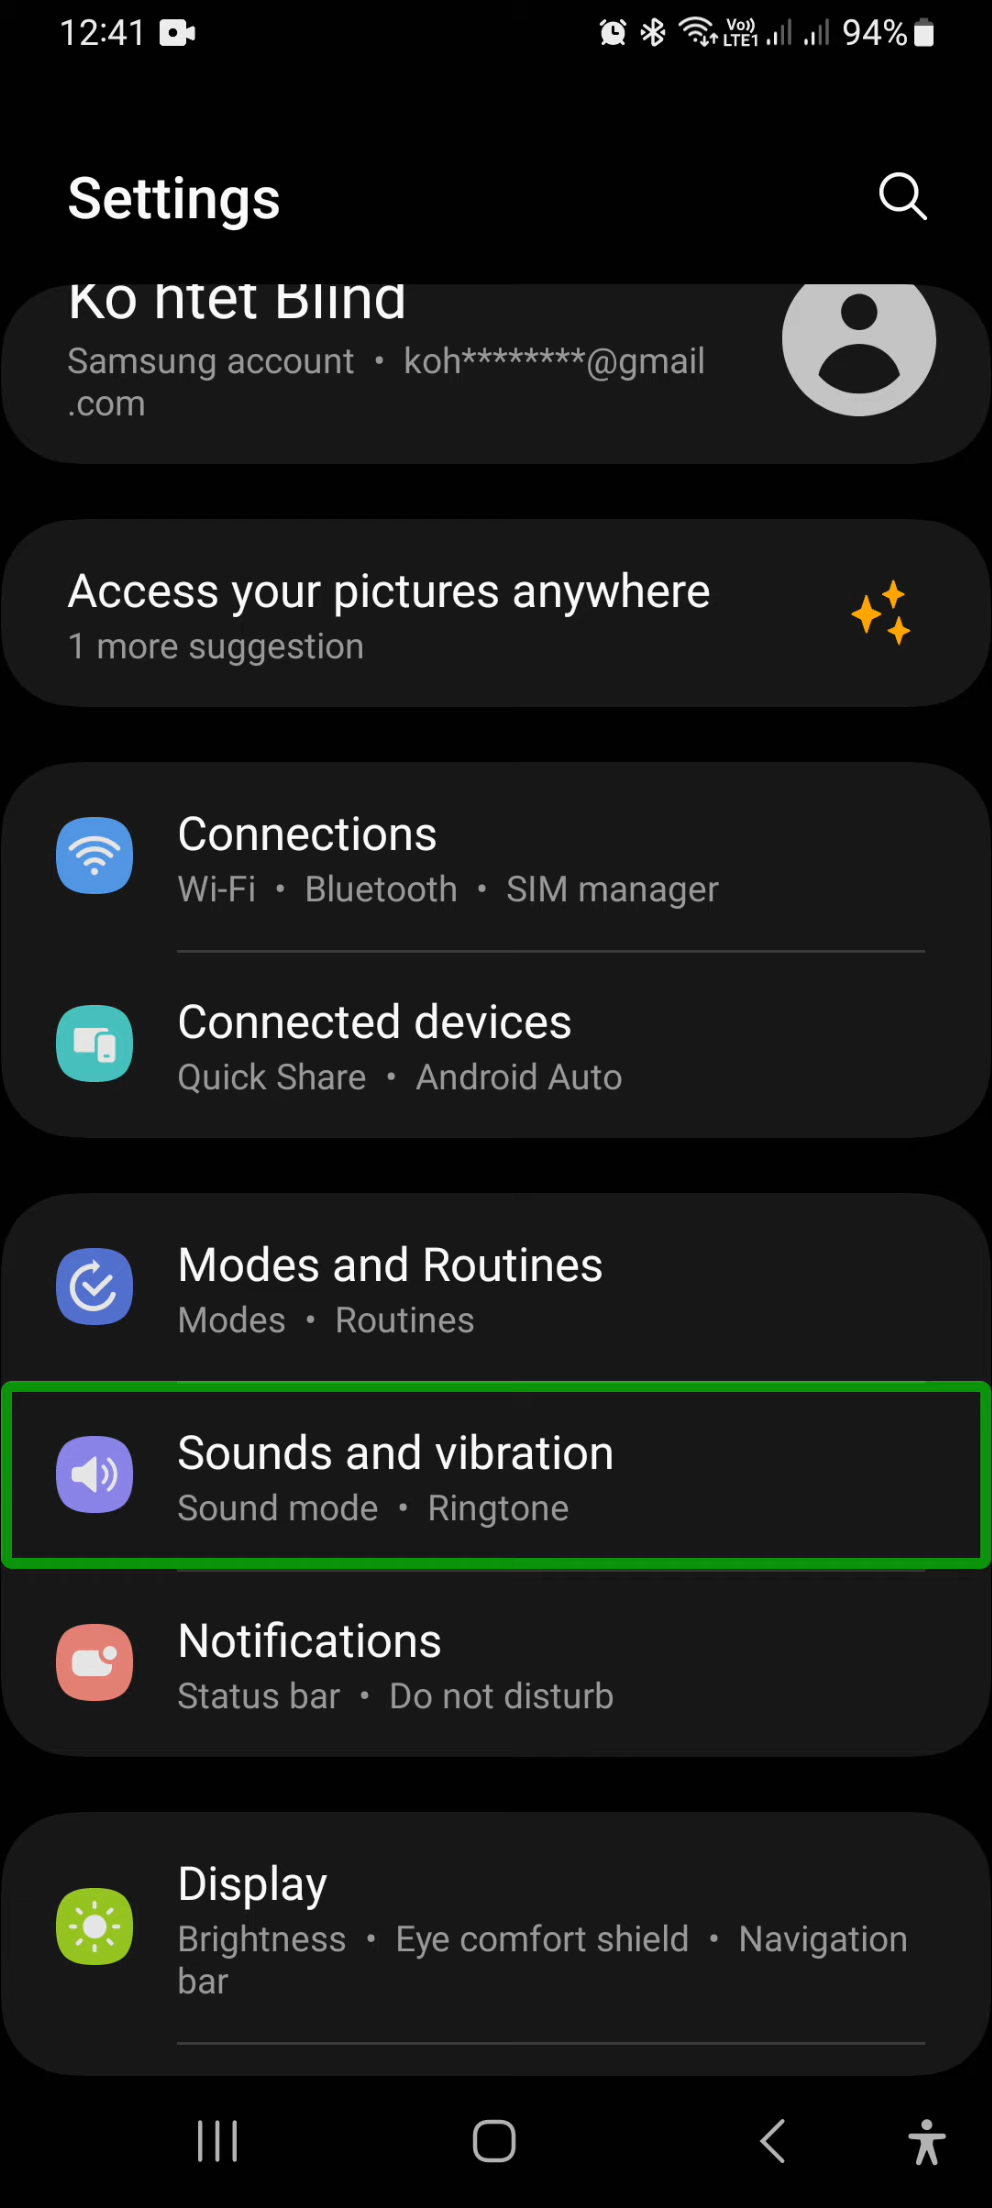 12:41
Vo)) LTE1 94%
Settings
Ko htet Blind
Samsung account • koh********@gmail
.com
Access your pictures anywhere
1 more suggestion
Connections
Wi-Fi • Bluetooth • SIM manager
Connected devices
Quick Share • Android Auto
Modes and Routines
Modes • Routines
Sounds and vibration
Sound mode • Ringtone
Notifications
Status bar • Do not disturb
Display
Brightness • Eye comfort shield • Navigation
bar